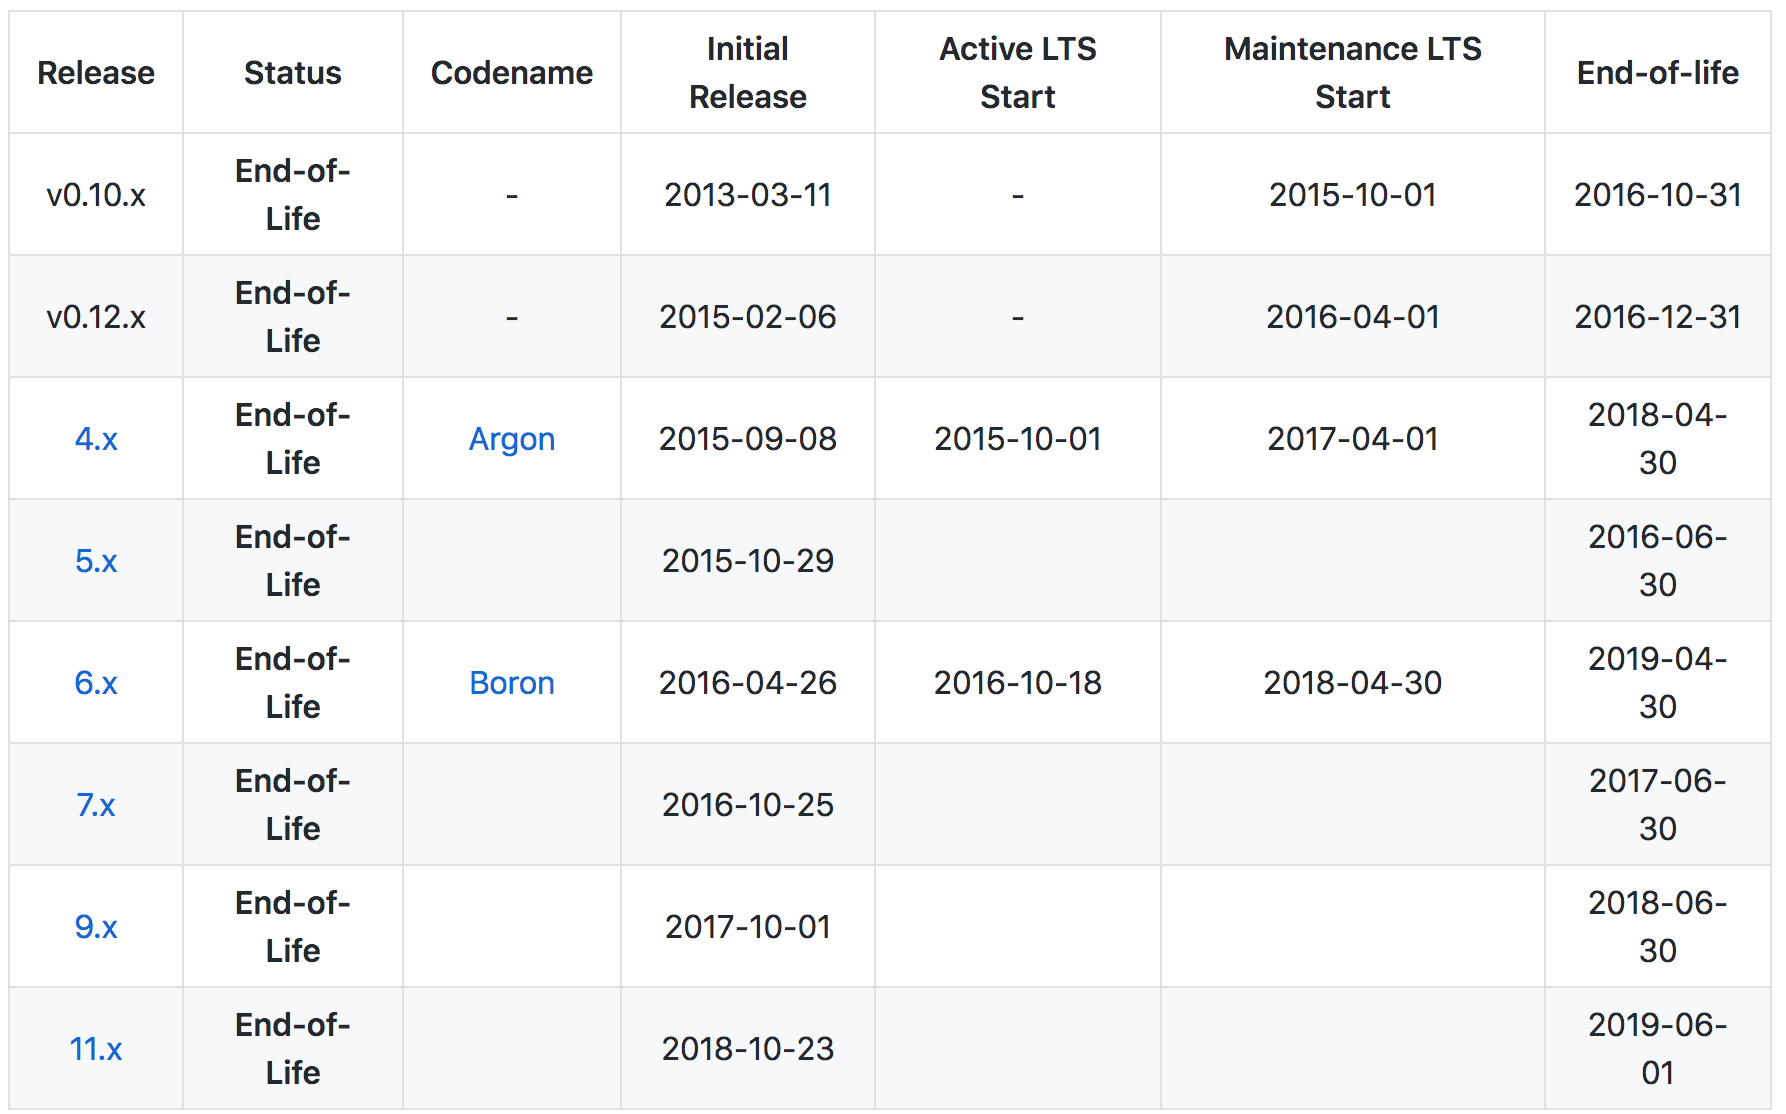 Release Status Codename Initial Release Active LTS Start Maintenance LTS Start End-of-life
v0.10.x End-of-Life - 2013-03-11 - 2015-10-01 2016-10-31
v0.12.x End-of-Life - 2015-02-06 - 2016-04-01 2016-12-31
4.x End-of-Life Argon 2015-09-08 2015-10-01 2017-04-01 2018-04-30
5.x End-of-Life 2015-10-29 2016-06-30
6.x End-of-Life Boron 2016-04-26 2016-10-18 2018-04-30 2019-04-30
7.x End-of-Life 2016-10-25 2017-06-30
9.x End-of-Life 2017-10-01 2018-06-30
11.x End-of-Life 2018-10-23 2019-06-01